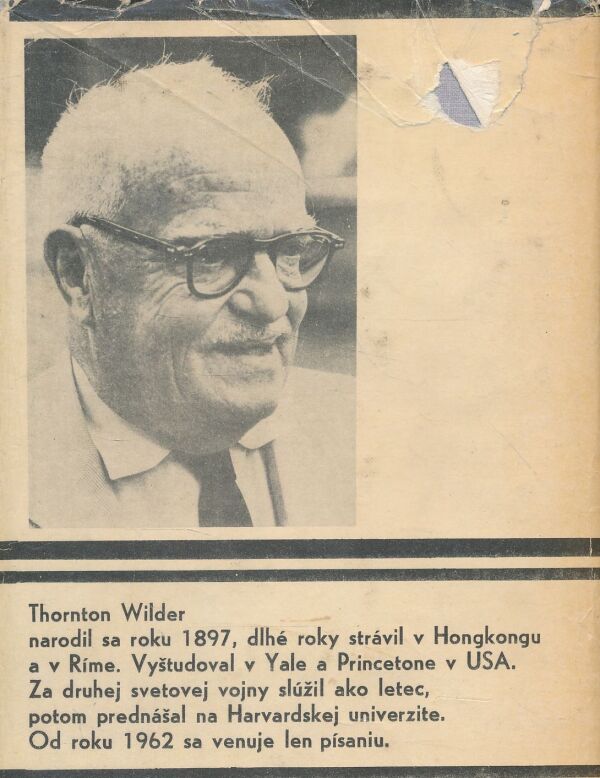 Thornton Wilder
narodil sa roku 1897, dlhé roky strávil v Hongkongu
a v Ríme. Vyštudoval v Yale a Princetone v USA.
Za druhej svetovej vojny slúžil ako letec,
potom prednášal na Harvardskej univerzite.
Od roku 1962 sa venuje len písaniu.